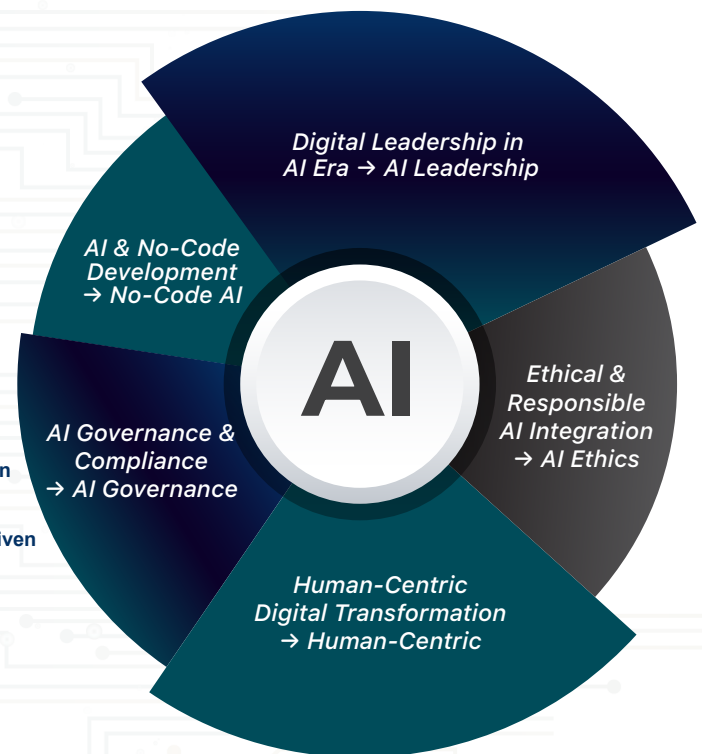 Digital Leadership in
AI Era → AI Leadership
AI & No-Code
Development
→ No-Code AI
AI
Ethical &
Responsible
AI Integration
→ AI Ethics
AI Governance &
Compliance
→ AI Governance
Human-Centric
Digital Transformation
→ Human-Centric